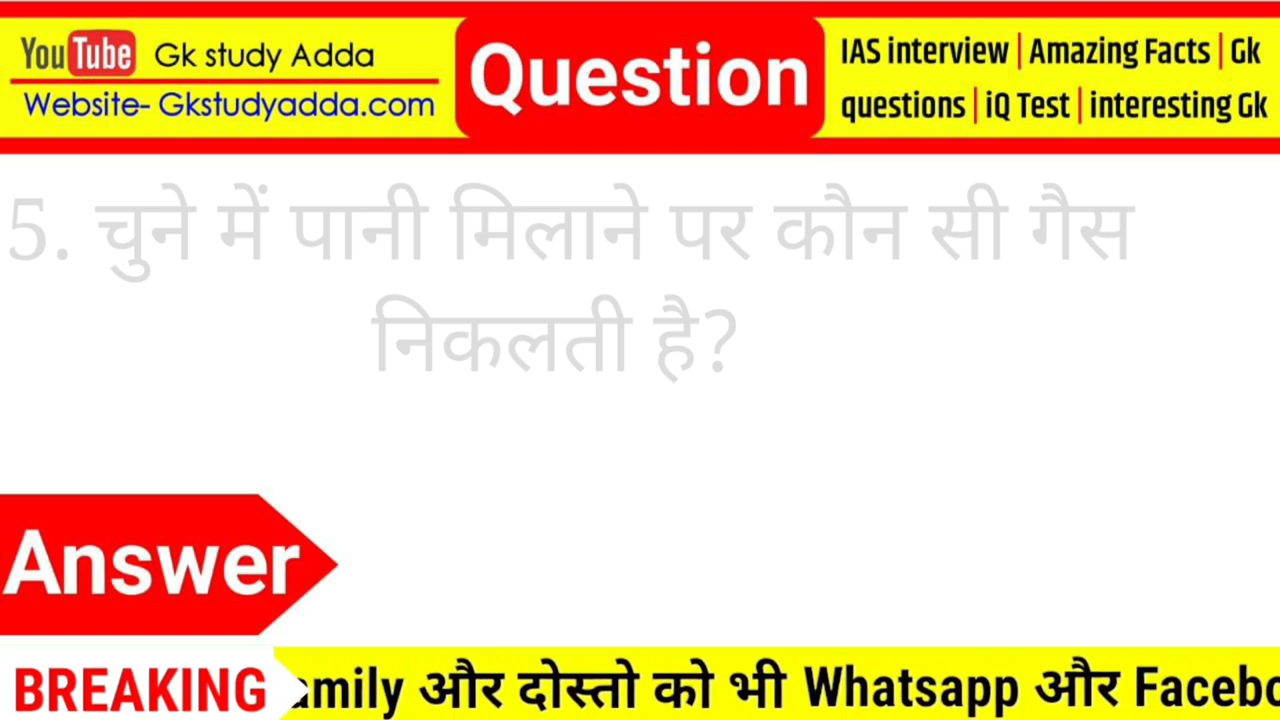 YouTube Gk study Adda
Website- Gkstudyadda.com
Question
IAS interview | Amazing Facts | Gk
questions | iQ Test | interesting Gk
5. चुने में पानी मिलाने पर कौन सी गैस
निकलती है?
Answer
BREAKING
amily और दोस्तो को भी Whatsapp और Facebo